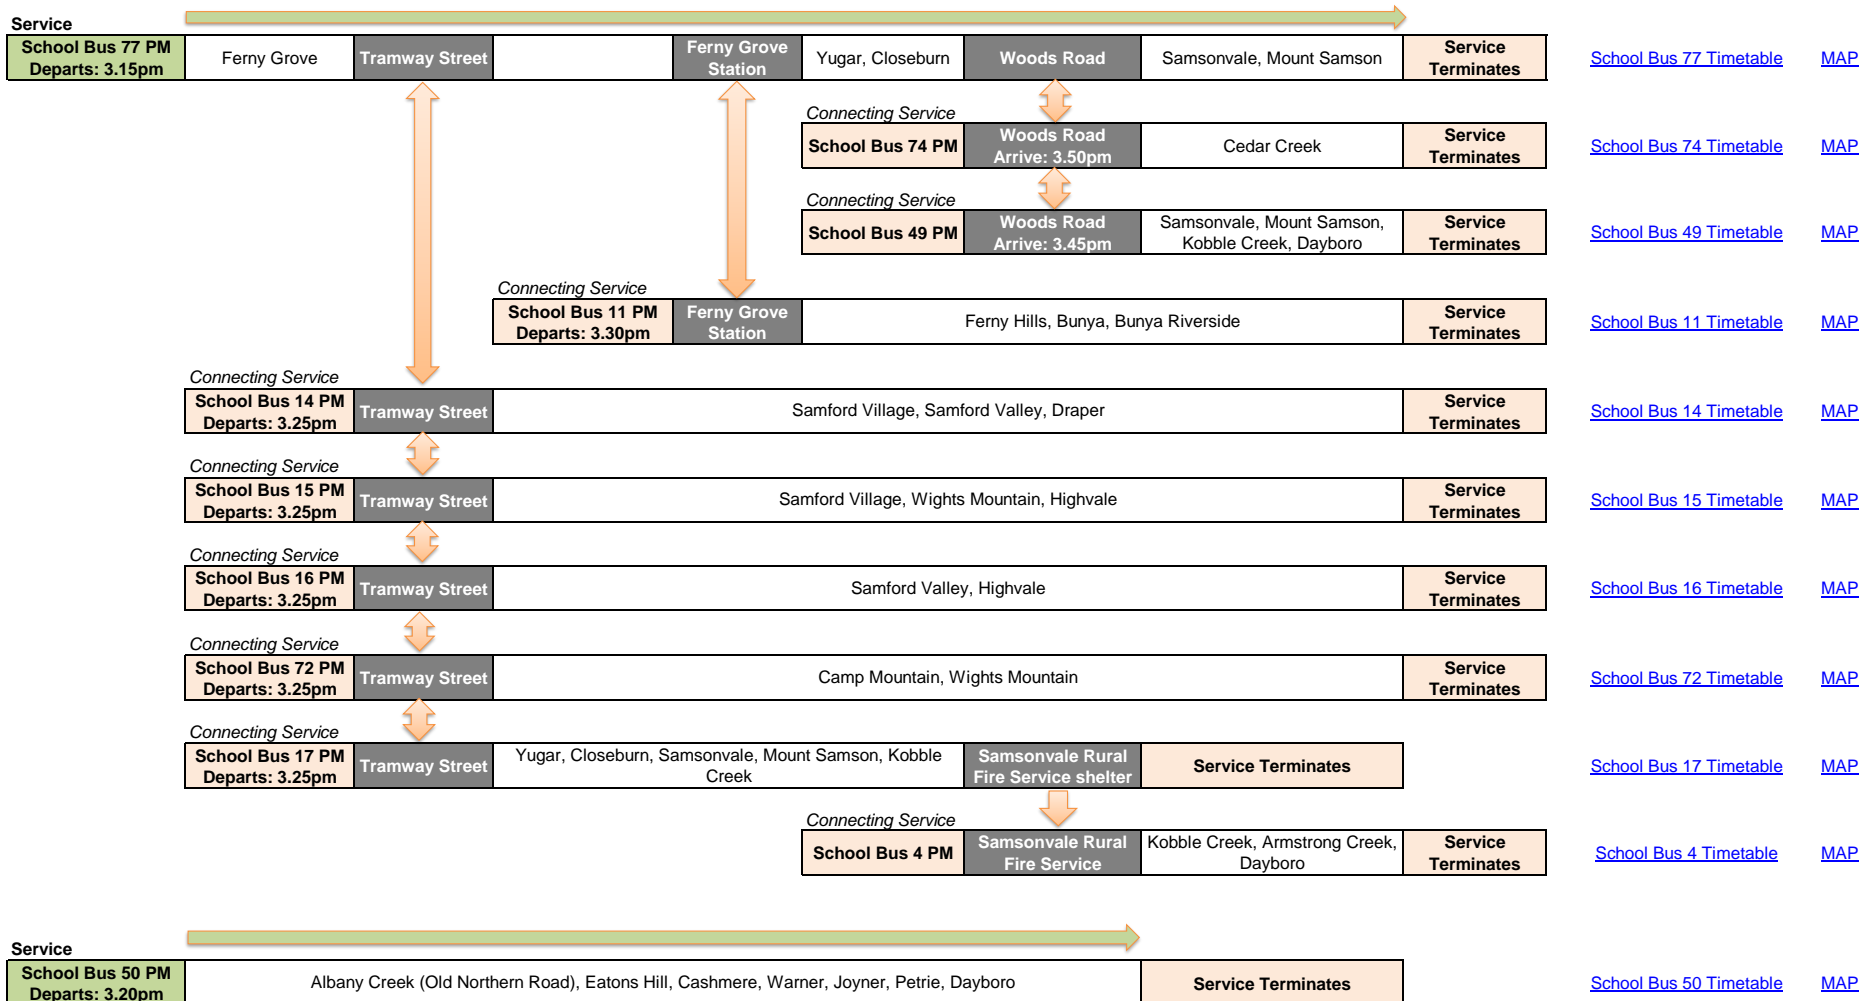 Service
School Bus 77 PM
Departs: 3.15pm
Ferny Grove
Tramway Street
Ferny Grove
Station
Yugar, Closeburn
Woods Road
Samsonvale, Mount Samson
Service
Terminates
School Bus 77 Timetable
MAP
Connecting Service
School Bus 74 PM
Woods Road
Arrive: 3.50pm
Cedar Creek
Service
Terminates
School Bus 74 Timetable
MAP
Connecting Service
School Bus 49 PM
Woods Road
Arrive: 3.45pm
Samsonvale, Mount Samson,
Kobble Creek, Dayboro
Service
Terminates
School Bus 49 Timetable
MAP
Connecting Service
School Bus 11 PM
Departs: 3.30pm
Ferny Grove
Station
Ferny Hills, Bunya, Bunya Riverside
Service
Terminates
School Bus 11 Timetable
MAP
Connecting Service
School Bus 14 PM
Departs: 3.25pm
Tramway Street
Samford Village, Samford Valley, Draper
Service
Terminates
School Bus 14 Timetable
MAP
Connecting Service
School Bus 15 PM
Departs: 3.25pm
Tramway Street
Samford Village, Wights Mountain, Highvale
Service
Terminates
School Bus 15 Timetable
MAP
Connecting Service
School Bus 16 PM
Departs: 3.25pm
Tramway Street
Samford Valley, Highvale
Service
Terminates
School Bus 16 Timetable
MAP
Connecting Service
School Bus 72 PM
Departs: 3.25pm
Tramway Street
Camp Mountain, Wights Mountain
Service
Terminates
School Bus 72 Timetable
MAP
Connecting Service
School Bus 17 PM
Departs: 3.25pm
Tramway Street
Yugar, Closeburn, Samsonvale, Mount Samson, Kobble
Creek
Samsonvale Rural
Fire Service shelter
Service Terminates
School Bus 17 Timetable
MAP
Connecting Service
School Bus 4 PM
Samsonvale Rural
Fire Service
Kobble Creek, Armstrong Creek,
Dayboro
Service
Terminates
School Bus 4 Timetable
MAP
Service
School Bus 50 PM
Departs: 3.20pm
Albany Creek (Old Northern Road), Eatons Hill, Cashmere, Warner, Joyner, Petrie, Dayboro
Service Terminates
School Bus 50 Timetable
MAP